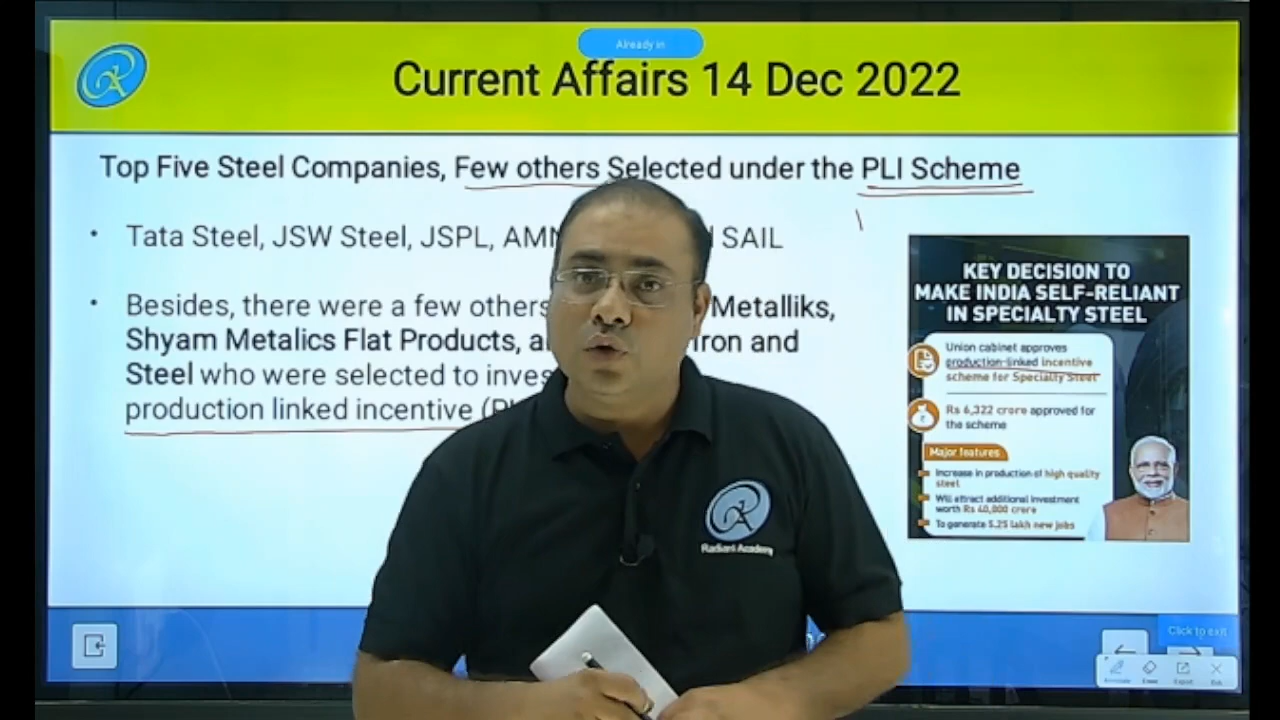 Already in
Current Affairs 14 Dec 2022
Top Five Steel Companies, Few others Selected under the PLI Scheme
• Tata Steel, JSW Steel, JSPL, SAIL
• Besides, there were a few others Metalliks,
Shyam Metalics Flat Products, Iron and
Steel who were selected to
production linked incentive
KEY DECISION TO
MAKE INDIA SELF-RELIANT
IN SPECIALTY STEEL
Union cabinet approves
production-linked incentive
scheme for Specialty Steel
Rs 6,322 crore approved for
the scheme
Major features
Increase in production of high quality
steel
Will attract additional investment
worth Rs 40,000 crore
To generate 5.25 lakh new jobs
Radiant Academy
Click to exit
Export